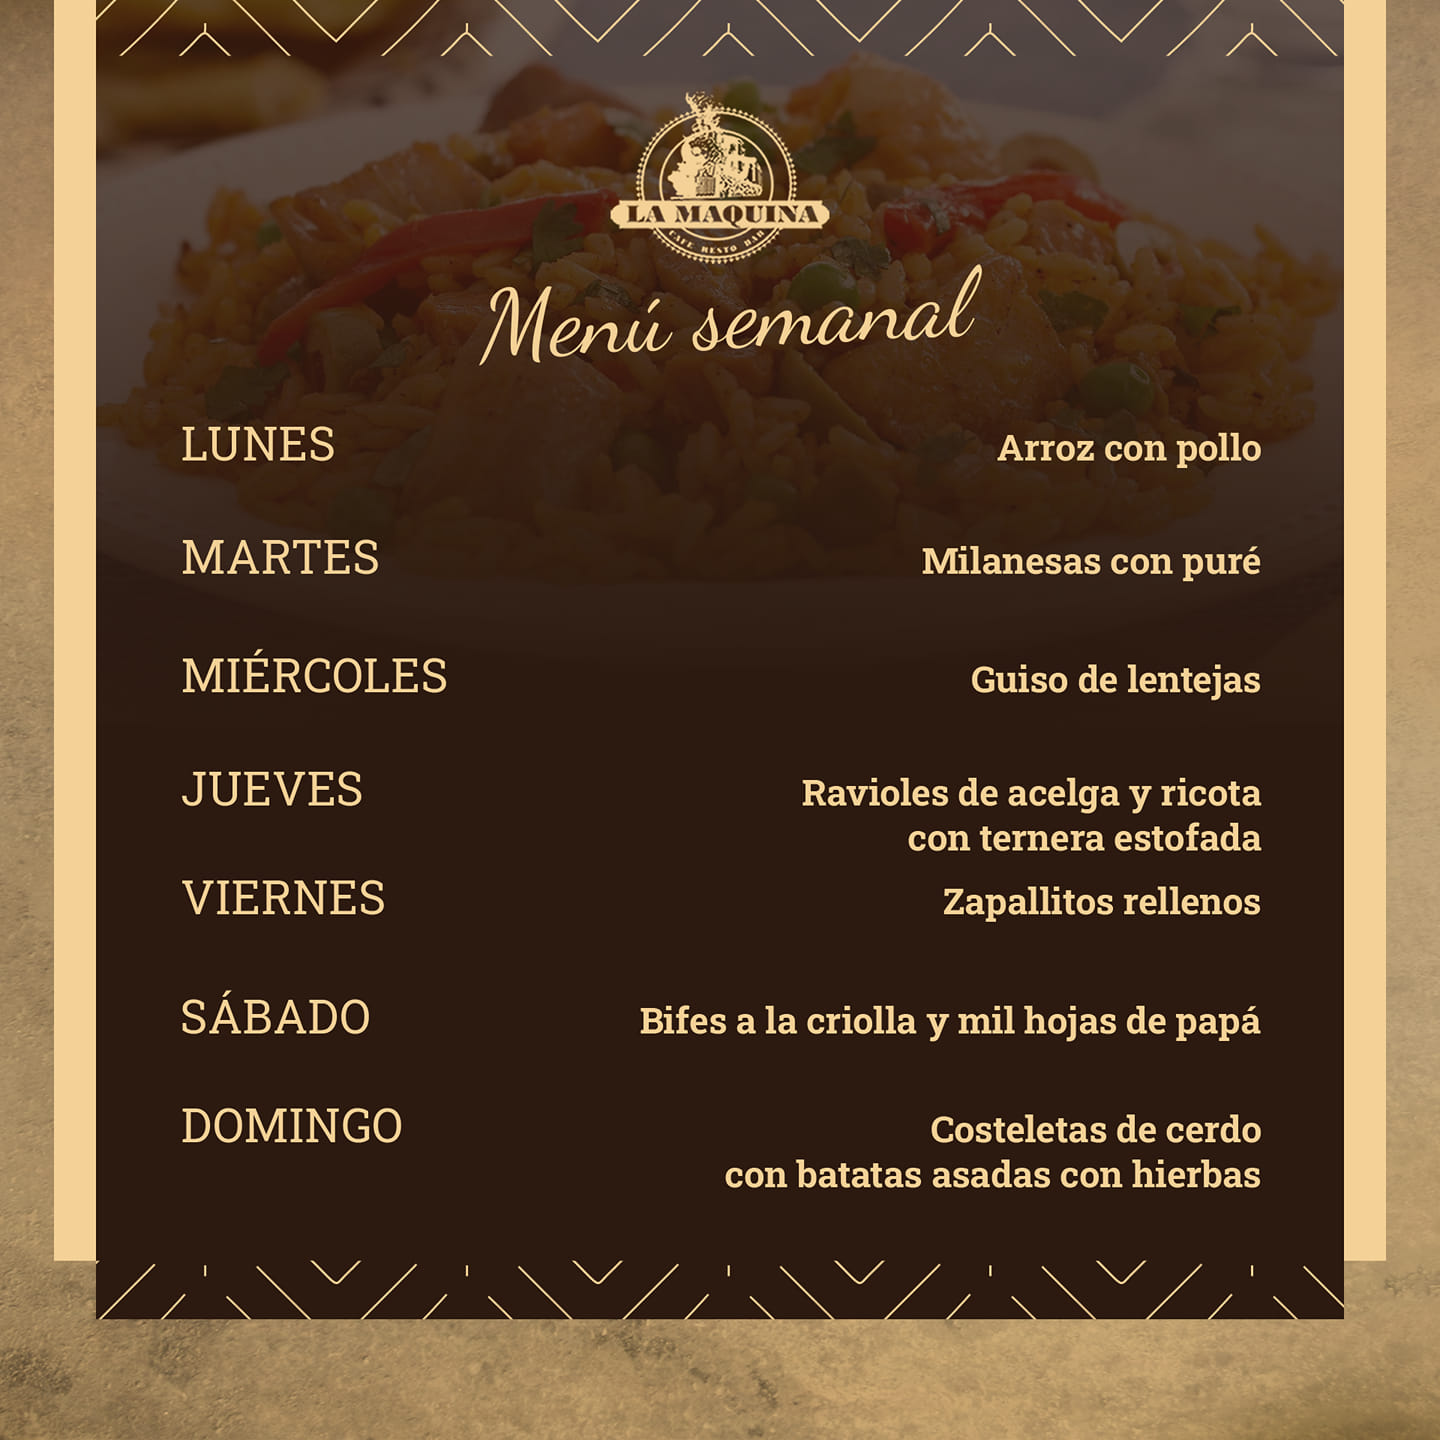 LA MAQUINA
CAFE RESTO BAR
Menú semanal
LUNES
Arroz con pollo
MARTES
Milanesas con puré
MIÉRCOLES
Guiso de lentejas
JUEVES
Ravioles de acelga y ricota
con ternera estofada
VIERNES
Zapallitos rellenos
SÁBADO
Bifes a la criolla y mil hojas de papá
DOMINGO
Costeletas de cerdo
con batatas asadas con hierbas